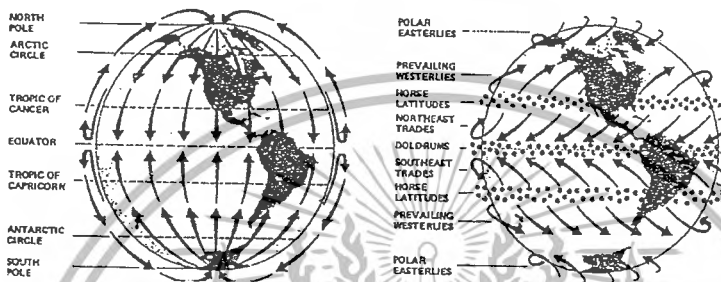 NORTH
POLE
ARCTIC
CIRCLE
TROPIC OF
CANCER
EQUATOR
TROPIC OF
CAPRICORN
ANTARCTIC
CIRCLE
SOUTH
POLE
POLAR
EASTERLIES
PREVAILING
WESTERLIES
HORSE
LATITUDES
NORTHEAST
TRADES
DOLDRUMS
SOUTHEAST
TRADES
HORSE
LATITUDES
PREVAILING
WESTERLIES
POLAR
EASTERLIES